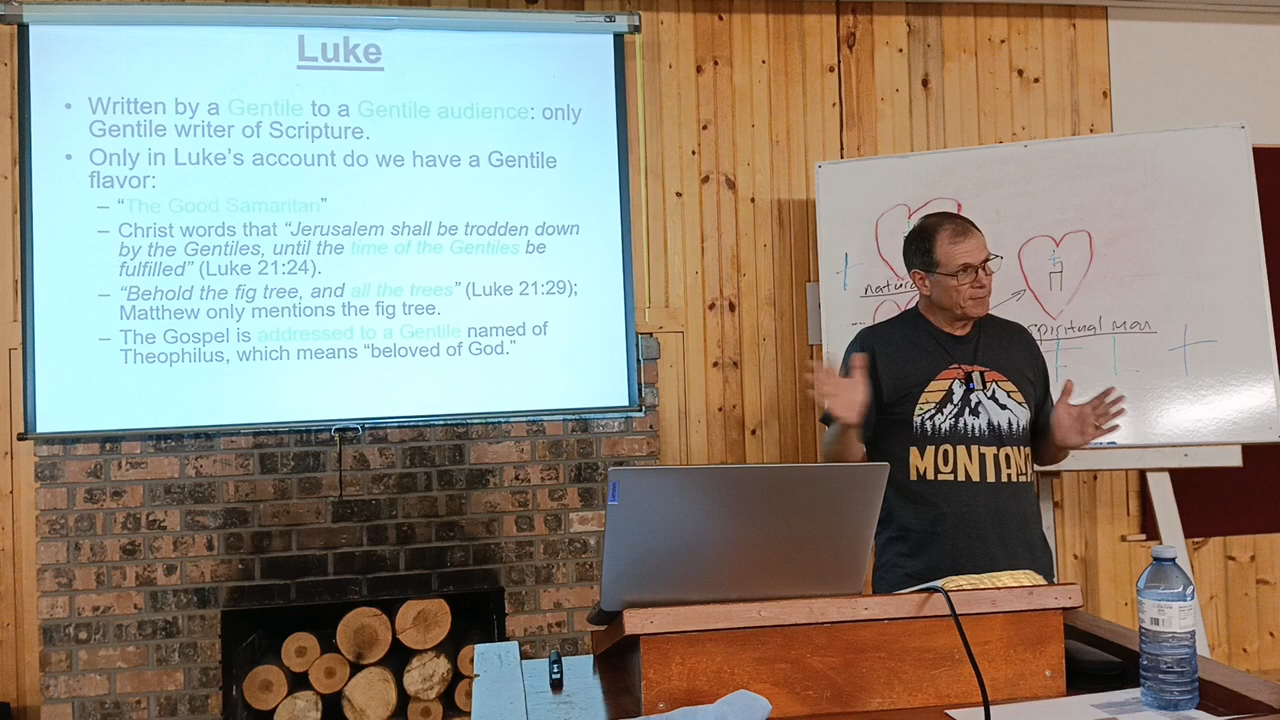 Luke
• Written by a Gentile to a Gentile audience: only
Gentile writer of Scripture.
• Only in Luke's account do we have a Gentile
flavor:
– “The Good Samaritan”
– Christ words that “Jerusalem shall be trodden down
by the Gentiles, until the time of the Gentiles be
fulfilled” (Luke 21:24).
– “Behold the fig tree, and all the trees” (Luke 21:29);
Matthew only mentions the fig tree.
– The Gospel is addressed to a Gentile named of
Theophilus, which means “beloved of God.”
spiritual man
MONTANA
Lenovo